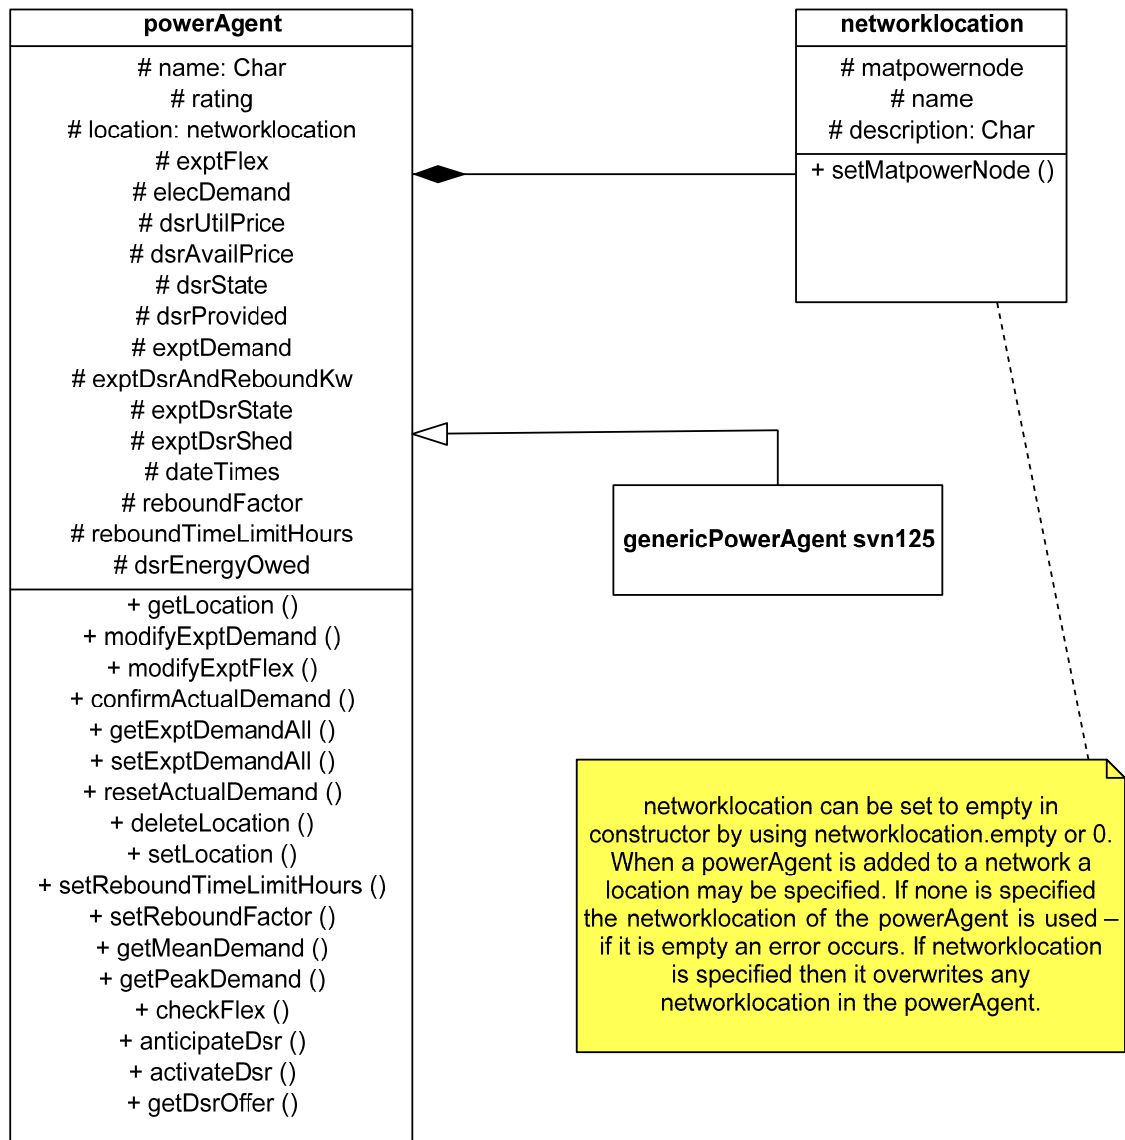 powerAgent
# name: Char
# rating
# location: networklocation
# exptFlex
# elecDemand
# dsrUtilPrice
# dsrAvailPrice
# dsrState
# dsrProvided
# exptDemand
# exptDsrAndReboundKw
# exptDsrState
# exptDsrShed
# dateTimes
# reboundFactor
# reboundTimeLimitHours
# dsrEnergyOwed
+ getLocation ()
+ modifyExptDemand ()
+ modifyExptFlex ()
+ confirmActualDemand ()
+ getExptDemandAll ()
+ setExptDemandAll ()
+ resetActualDemand ()
+ deleteLocation ()
+ setLocation ()
+ setReboundTimeLimitHours ()
+ setReboundFactor ()
+ getMeanDemand ()
+ getPeakDemand ()
+ checkFlex ()
+ anticipateDsr ()
+ activateDsr ()
+ getDsrOffer ()
networklocation
# matpowernode
# name
# description: Char
+ setMatpowerNode ()
genericPowerAgent svn125
networklocation can be set to empty in
constructor by using networklocation.empty or 0.
When a powerAgent is added to a network a
location may be specified. If none is specified
the networklocation of the powerAgent is used –
if it is empty an error occurs. If networklocation
is specified then it overwrites any
networklocation in the powerAgent.